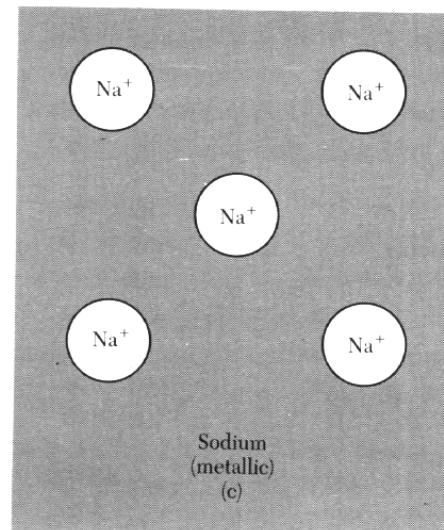 Na⁺ Na⁺
Na⁺
Na⁺ Na⁺
Sodium
(metallic)
(c)